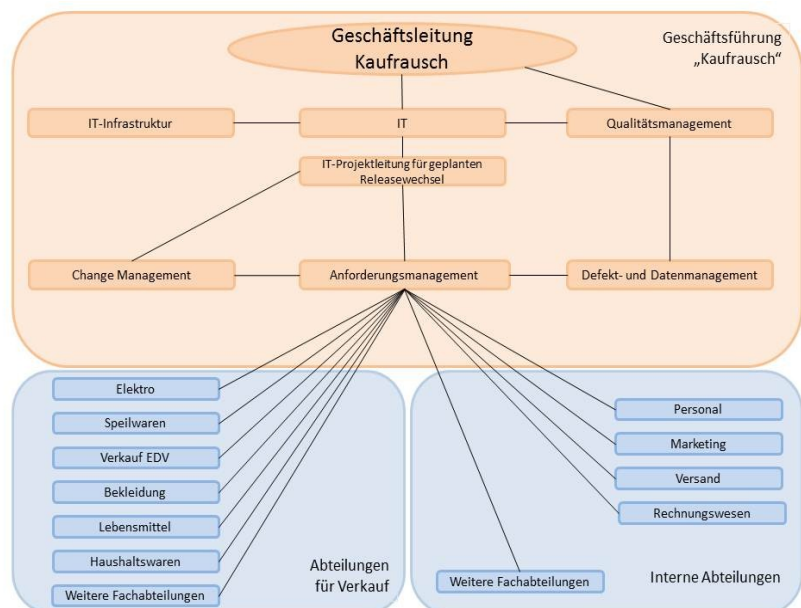 Geschäftsleitung
Kaufrausch
Geschäftsführung
„Kaufrausch“
IT-Infrastruktur
IT
Qualitätsmanagement
IT-Projektleitung für geplanten
Releasewechsel
Change Management
Anforderungsmanagement
Defekt- und Datenmanagement
Elektro
Speilwaren
Verkauf EDV
Bekleidung
Lebensmittel
Haushaltswaren
Weitere Fachabteilungen
Abteilungen
für Verkauf
Personal
Marketing
Versand
Rechnungswesen
Weitere Fachabteilungen
Interne Abteilungen